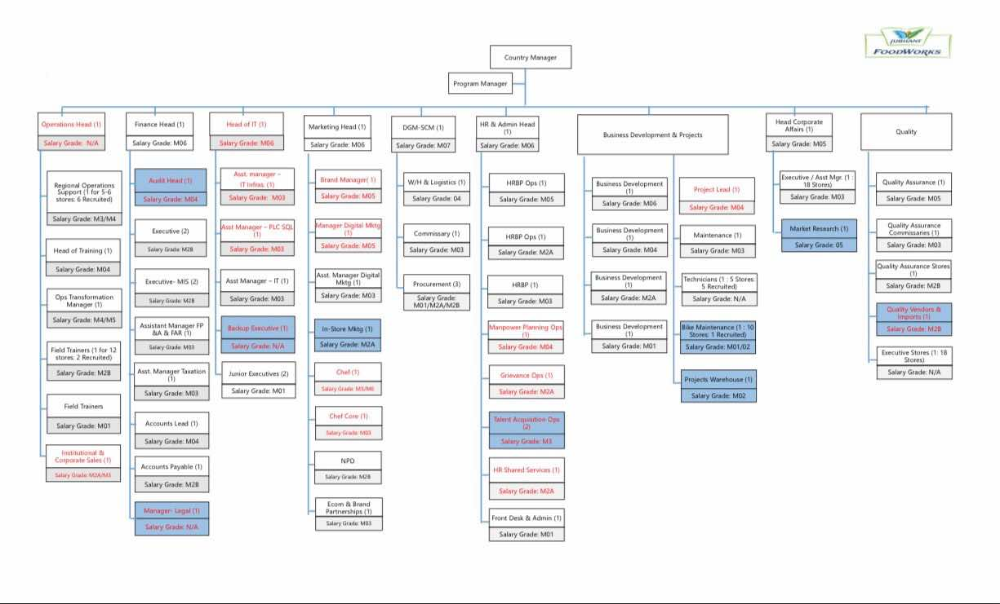 JUBILANT
FOODWORKS
Country Manager
Program Manager
Operations Head (1)
Salary Grade: N/A
Regional Operations
Support (1 for 5-6
stores: 6 Recruited)
Salary Grade: M3/M4
Head of Training (1)
Salary Grade: M04
Ops Transformation
Manager (1)
Salary Grade: M4/M5
Field Trainers (1 for 12
stores: 2 Recruited)
Salary Grade: M2B
Field Trainers
Salary Grade: M01
Institutional &
Corporate Sales (1)
Salary Grade: M2A/M3
Finance Head (1)
Salary Grade: M06
Audit Head (1)
Salary Grade: M04
Executive (2)
Salary Grade: M2B
Executive- MIS (2)
Salary Grade: M2B
Assistant Manager FP
&A & FAR (1)
Salary Grade: M03
Asst. Manager Taxation
(1)
Salary Grade: M03
Accounts Lead (1)
Salary Grade: M04
Accounts Payable (1)
Salary Grade: M2B
Manager- Legal (1)
Salary Grade: N/A
Head of IT (1)
Salary Grade: M06
Asst. manager –
IT Infras. (1)
Salary Grade: M03
Asst Manager – PLC SQL
(1)
Salary Grade: M03
Asst Manager – IT (1)
Salary Grade: M03
Backup Executive (1)
Salary Grade: N/A
Junior Executives (2)
Salary Grade: M01
Marketing Head (1)
Salary Grade: M06
Brand Manager( 1)
Salary Grade: M05
Manager Digital Mktg
(1)
Salary Grade: M05
Asst. Manager Digital
Mktg (1)
Salary Grade: M03
In-Store Mktg (1)
Salary Grade: M2A
Chef (1)
Salary Grade: M5/M6
Chef Core (1)
Salary Grade: M03
NPD
Salary Grade: M2B
Ecom & Brand
Partnerships (1)
Salary Grade: M03
DGM-SCM (1)
Salary Grade: M07
W/H & Logistics (1)
Salary Grade: 04
Commissary (1)
Salary Grade: M03
Procurement (3)
Salary Grade:
M01/M2A/M2B
HR & Admin Head
(1)
Salary Grade: M06
HRBP Ops (1)
Salary Grade: M05
HRBP Ops (1)
Salary Grade: M2A
HRBP (1)
Salary Grade: M03
Manpower Planning Ops
(1)
Salary Grade: M04
Grievance Ops (1)
Salary Grade: M2A
Talent Acquisition Ops
(2)
Salary Grade: M3
HR Shared Services (1)
Salary Grade: M2A
Front Desk & Admin (1)
Salary Grade: M01
Business Development & Projects
Business Development
(1)
Salary Grade: M06
Business Development
(1)
Salary Grade: M04
Business Development
(1)
Salary Grade: M2A
Business Development
(1)
Salary Grade: M01
Project Lead (1)
Salary Grade: M04
Maintenance (1)
Salary Grade: M03
Technicians (1 : 5 Stores:
5 Recruited)
Salary Grade: N/A
Bike Maintenance (1 : 10
Stores: 1 Recruited)
Salary Grade: M01/02
Projects Warehouse (1)
Salary Grade: M02
Head Corporate
Affairs (1)
Salary Grade: M05
Executive / Asst Mgr. (1 :
18 Stores)
Salary Grade: M03
Market Research (1)
Salary Grade: 05
Quality
Quality Assurance (1)
Salary Grade: M05
Quality Assurance
Commissaries (1)
Salary Grade: M03
Quality Assurance Stores
(1)
Salary Grade: M2B
Quality Vendors &
Imports (1)
Salary Grade: M2B
Executive Stores (1: 18
Stores)
Salary Grade: N/A